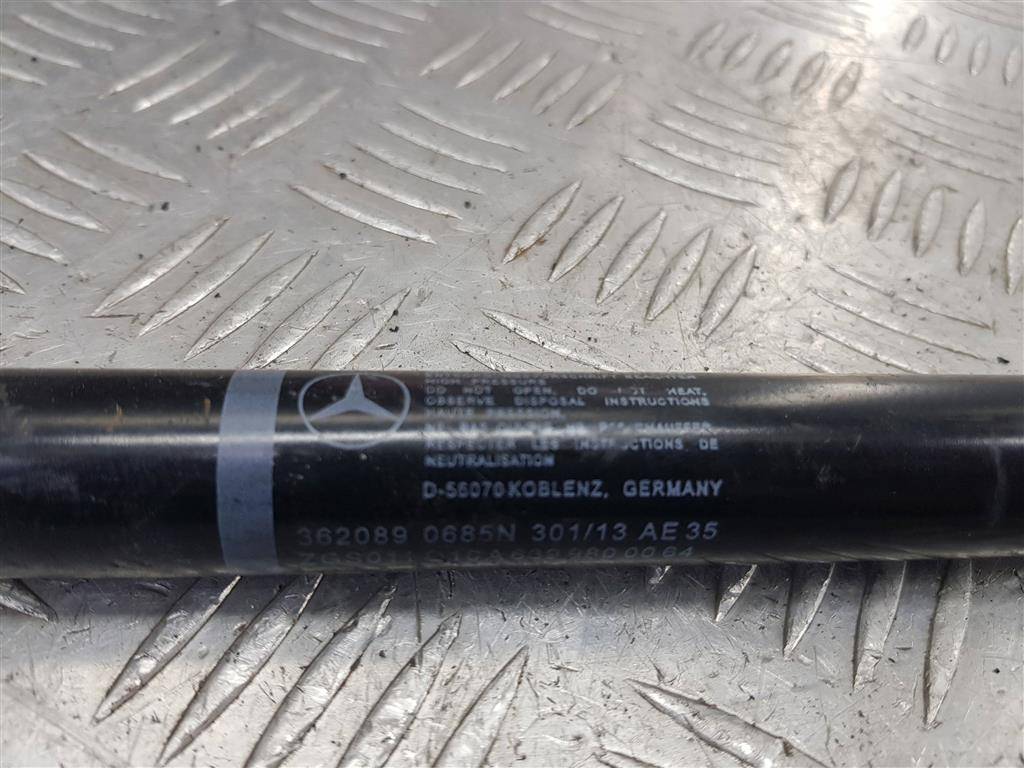 HIGH PRESSURE
DO NOT OPEN, DO NOT HEAT,
OBSERVE DISPOSAL INSTRUCTIONS
HAUTE PRESSION
RESPECTER LES INSTRUCTIONS DE
NEUTRALISATION
D-56070 KOBLENZ, GERMANY
362089 0685N 301/13 AE 35